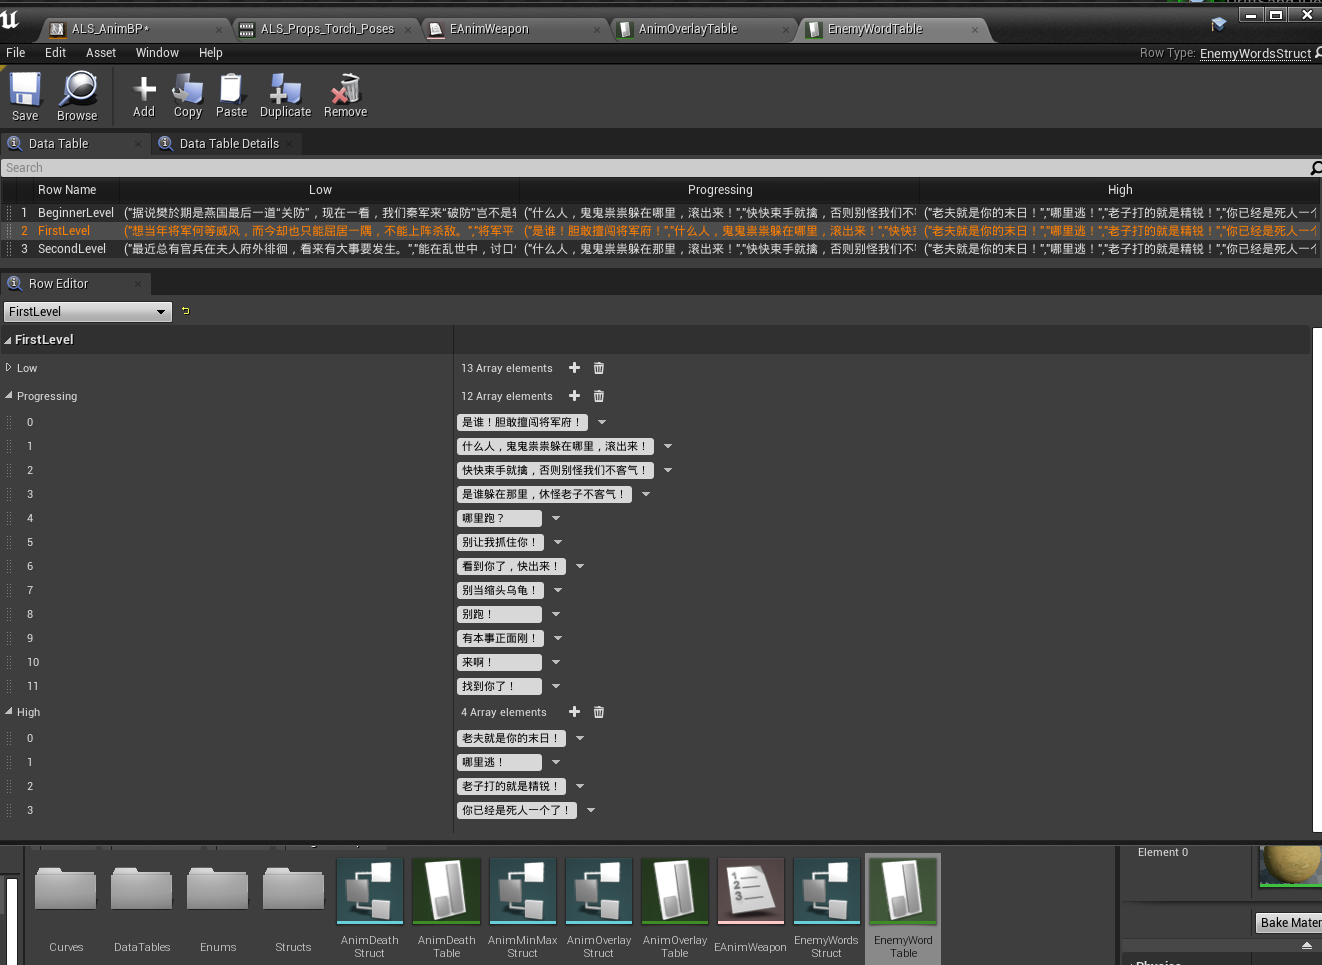 ALS_AnimBP*
ALS_Props_Torch_Poses
EAnimWeapon
AnimOverlayTable
EnemyWordTable
File Edit Asset Window Help
Row Type: EnemyWordsStruct
Save Browse Add Copy Paste Duplicate Remove
Data Table
Data Table Details
Search
Row Name Low Progressing High
1 BeginnerLevel ("据说樊於期是燕国最后一道“关防”，现在一看，我们秦军来“破防”岂不是 ("什么人，鬼鬼祟祟躲在哪里，滚出来！","快快束手就擒，否则别怪我们不 ("老夫就是你的末日！","哪里逃！","老子打的就是精锐！","你已经是死人一个
2 FirstLevel ("想当年将军何等威风，而今却也只能屈居一隅，不能上阵杀敌。","将军平 ("是谁！胆敢擅闯将军府！","什么人，鬼鬼祟祟躲在哪里，滚出来！","快快 ("老夫就是你的末日！","哪里逃！","老子打的就是精锐！","你已经是死人一个
3 SecondLevel ("最近总有官兵在夫人府外徘徊，看来有大事要发生。","能在乱世中，讨口 ("什么人，鬼鬼祟祟躲在那里，滚出来！","快快束手就擒，否则别怪我们不 ("老夫就是你的末日！","哪里逃！","老子打的就是精锐！","你已经是死人一个
Row Editor
FirstLevel
FirstLevel
Low 13 Array elements
Progressing 12 Array elements
0 是谁！胆敢擅闯将军府！
1 什么人，鬼鬼祟祟躲在哪里，滚出来！
2 快快束手就擒，否则别怪我们不客气！
3 是谁躲在那里，休怪老子不客气！
4 哪里跑？
5 别让我抓住你！
6 看到你了，快出来！
7 别当缩头乌龟！
8 别跑！
9 有本事正面刚！
10 来啊！
11 找到你了！
High 4 Array elements
0 老夫就是你的末日！
1 哪里逃！
2 老子打的就是精锐！
3 你已经是死人一个了！
Element 0
Bake Mater
Curves
DataTables
Enums
Structs
AnimDeath
Struct
AnimDeath
Table
AnimMinMax
Struct
AnimOverlay
Struct
AnimOverlay
Table
EAnimWeapon
EnemyWords
Struct
EnemyWord
Table